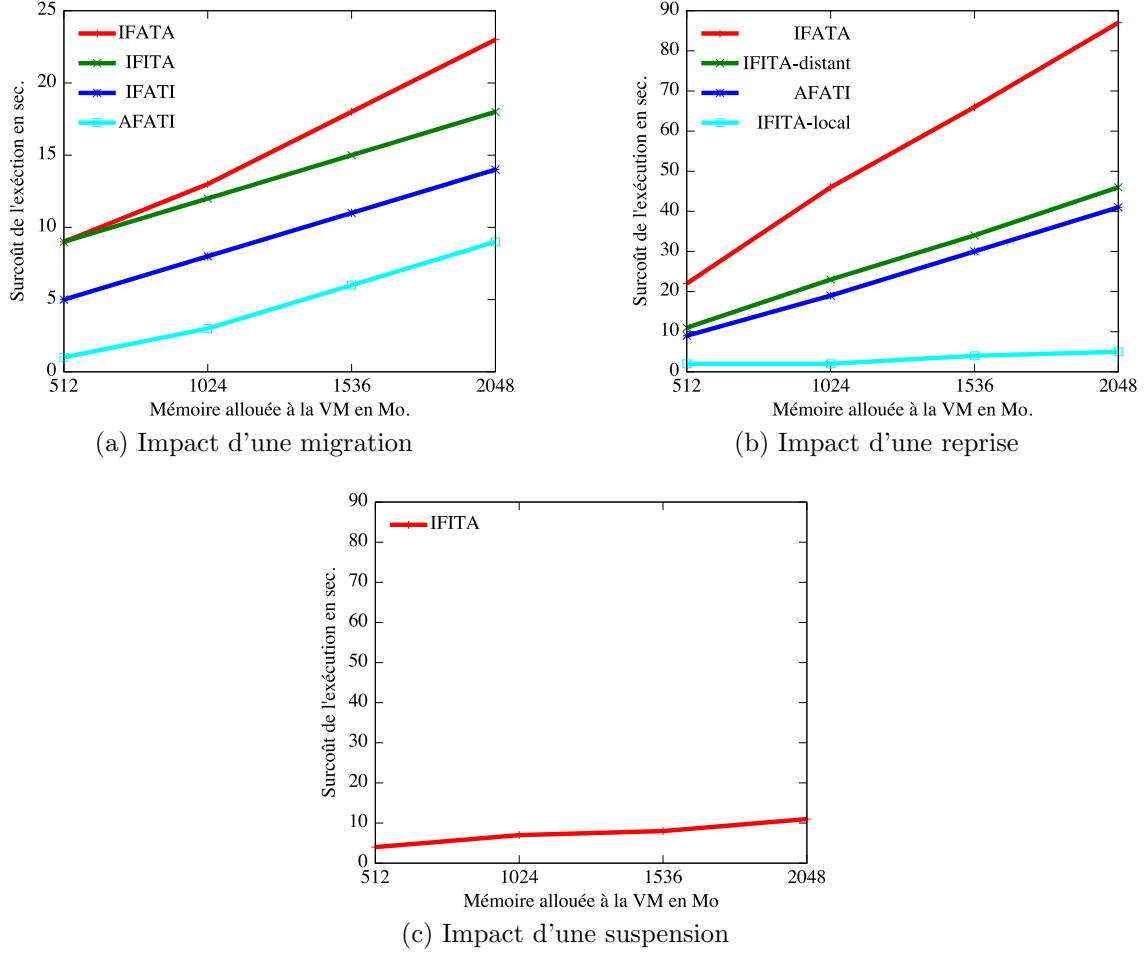 25
20
15
10
5
0
512
1024
1536
2048
Surcoût de l'exéction en sec.
Mémoire allouée à la VM en Mo.
IFATA
IFITA
IFATI
AFATI
(a) Impact d'une migration
90
80
70
60
50
40
30
20
10
0
512
1024
1536
2048
Surcoût de l'exécution en sec.
Mémoire allouée à la VM en Mo.
IFATA
IFITA-distant
AFATI
IFITA-local
(b) Impact d'une reprise
90
80
70
60
50
40
30
20
10
0
512
1024
1536
2048
Surcoût de l'exécution en sec.
Mémoire allouée à la VM en Mo
IFITA
(c) Impact d'une suspension